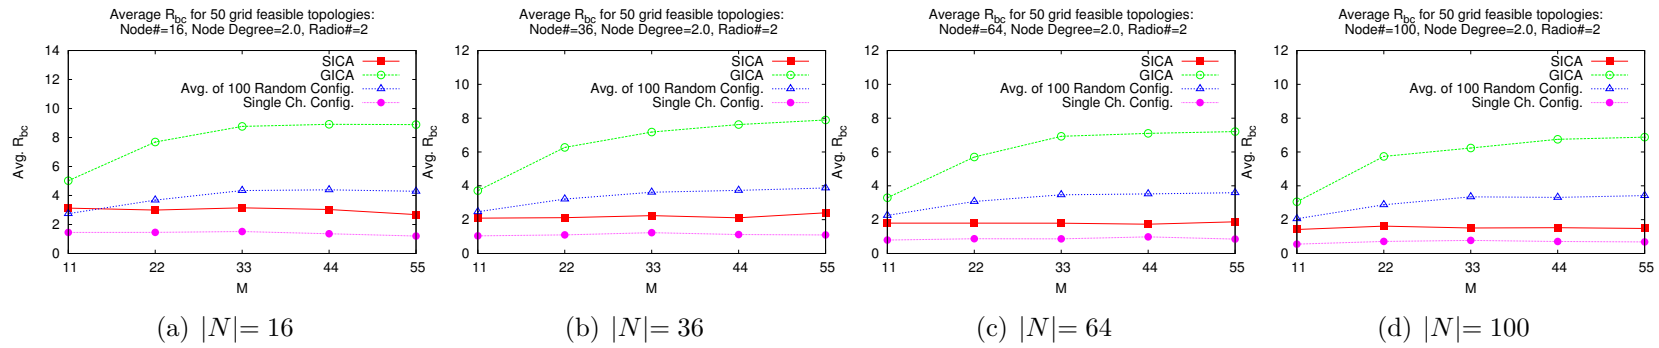 Average R_bc for 50 grid feasible topologies:
Node#=16, Node Degree=2.0, Radio#=2
14
12
10
8
6
4
2
0
Avg. R_bc
SICA
GICA
Avg. of 100 Random Config.
Single Ch. Config.
11 22 33 44 55
M
(a) |N|= 16
Average R_bc for 50 grid feasible topologies:
Node#=36, Node Degree=2.0, Radio#=2
12
10
8
6
4
2
0
Avg. R_bc
SICA
GICA
Avg. of 100 Random Config.
Single Ch. Config.
11 22 33 44 55
M
(b) |N|= 36
Average R_bc for 50 grid feasible topologies:
Node#=64, Node Degree=2.0, Radio#=2
12
10
8
6
4
2
0
Avg. R_bc
SICA
GICA
Avg. of 100 Random Config.
Single Ch. Config.
11 22 33 44 55
M
(c) |N|= 64
Average R_bc for 50 grid feasible topologies:
Node#=100, Node Degree=2.0, Radio#=2
12
10
8
6
4
2
0
Avg. R_bc
SICA
GICA
Avg. of 100 Random Config.
Single Ch. Config.
11 22 33 44 55
M
(d) |N|= 100